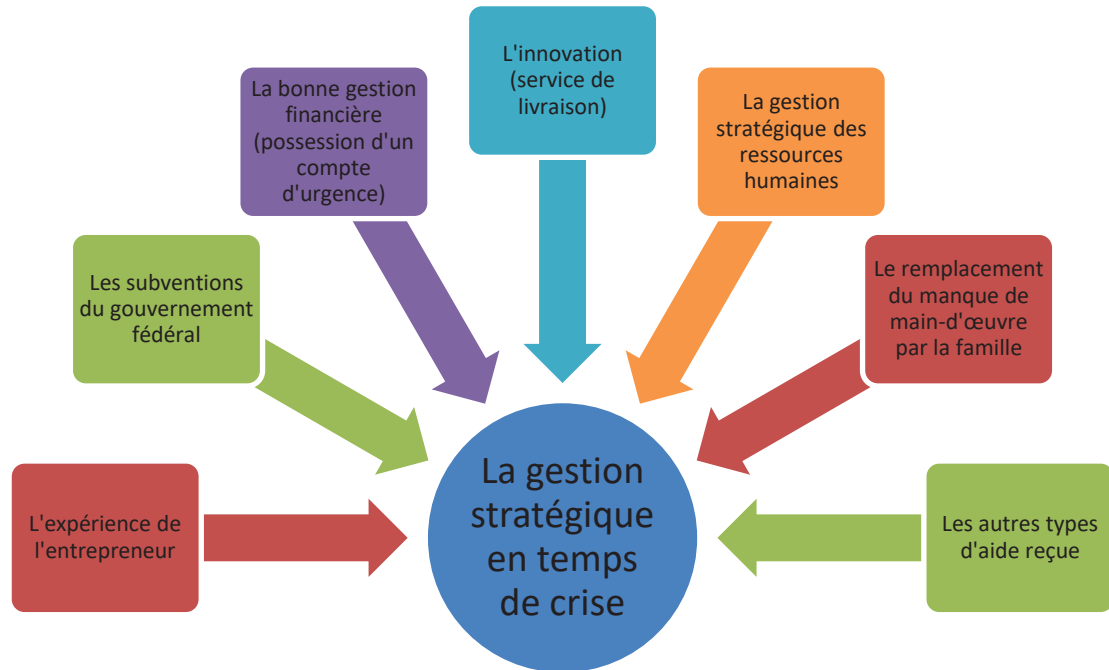 L'innovation
(service de
livraison)
La bonne gestion
financière
(possession d'un
compte
d'urgence)
La gestion
stratégique des
ressources
humaines
Les subventions
du gouvernement
fédéral
Le remplacement
du manque de
main-d'œuvre
par la famille
L'expérience de
l'entrepreneur
La gestion
stratégique
en temps
de crise
Les autres types
d'aide reçue